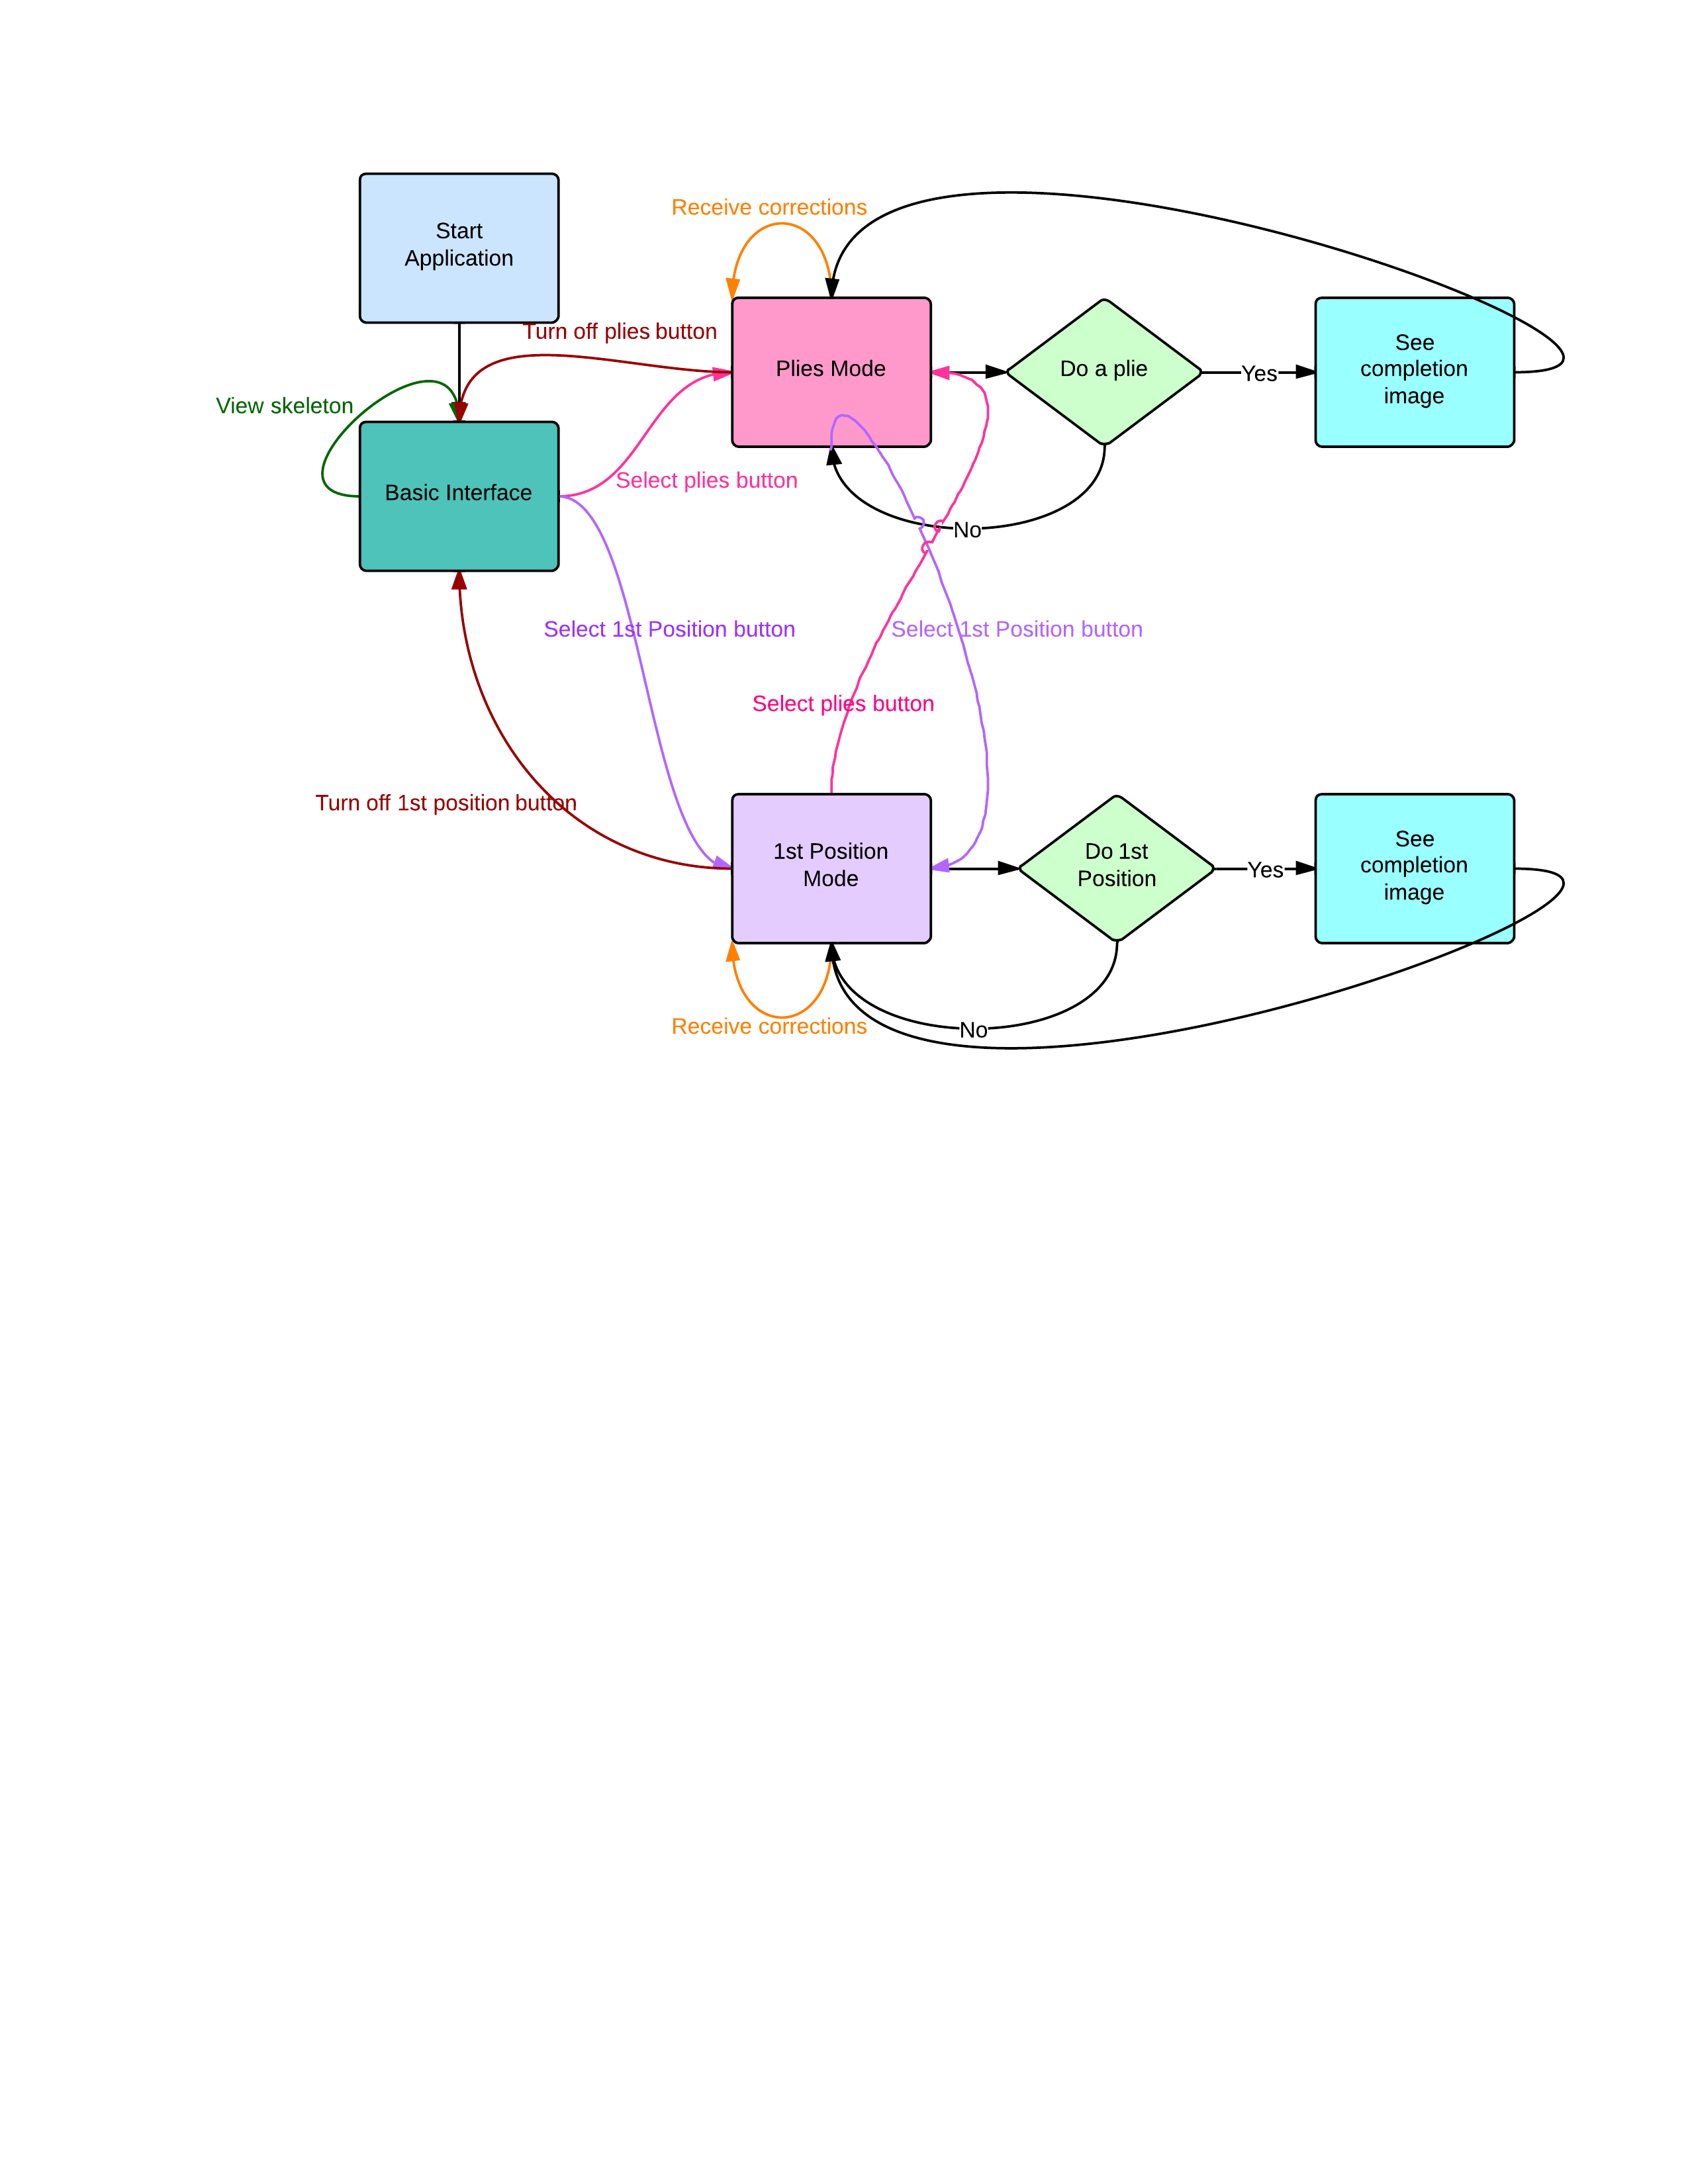 Start
Application
Receive corrections
Turn off plies button
Plies Mode
Do a plie
Yes
See
completion
image
View skeleton
Basic Interface
Select plies button
No
Select 1st Position button
Select 1st Position button
Select plies button
Turn off 1st position button
1st Position
Mode
Do 1st
Position
Yes
See
completion
image
Receive corrections
No